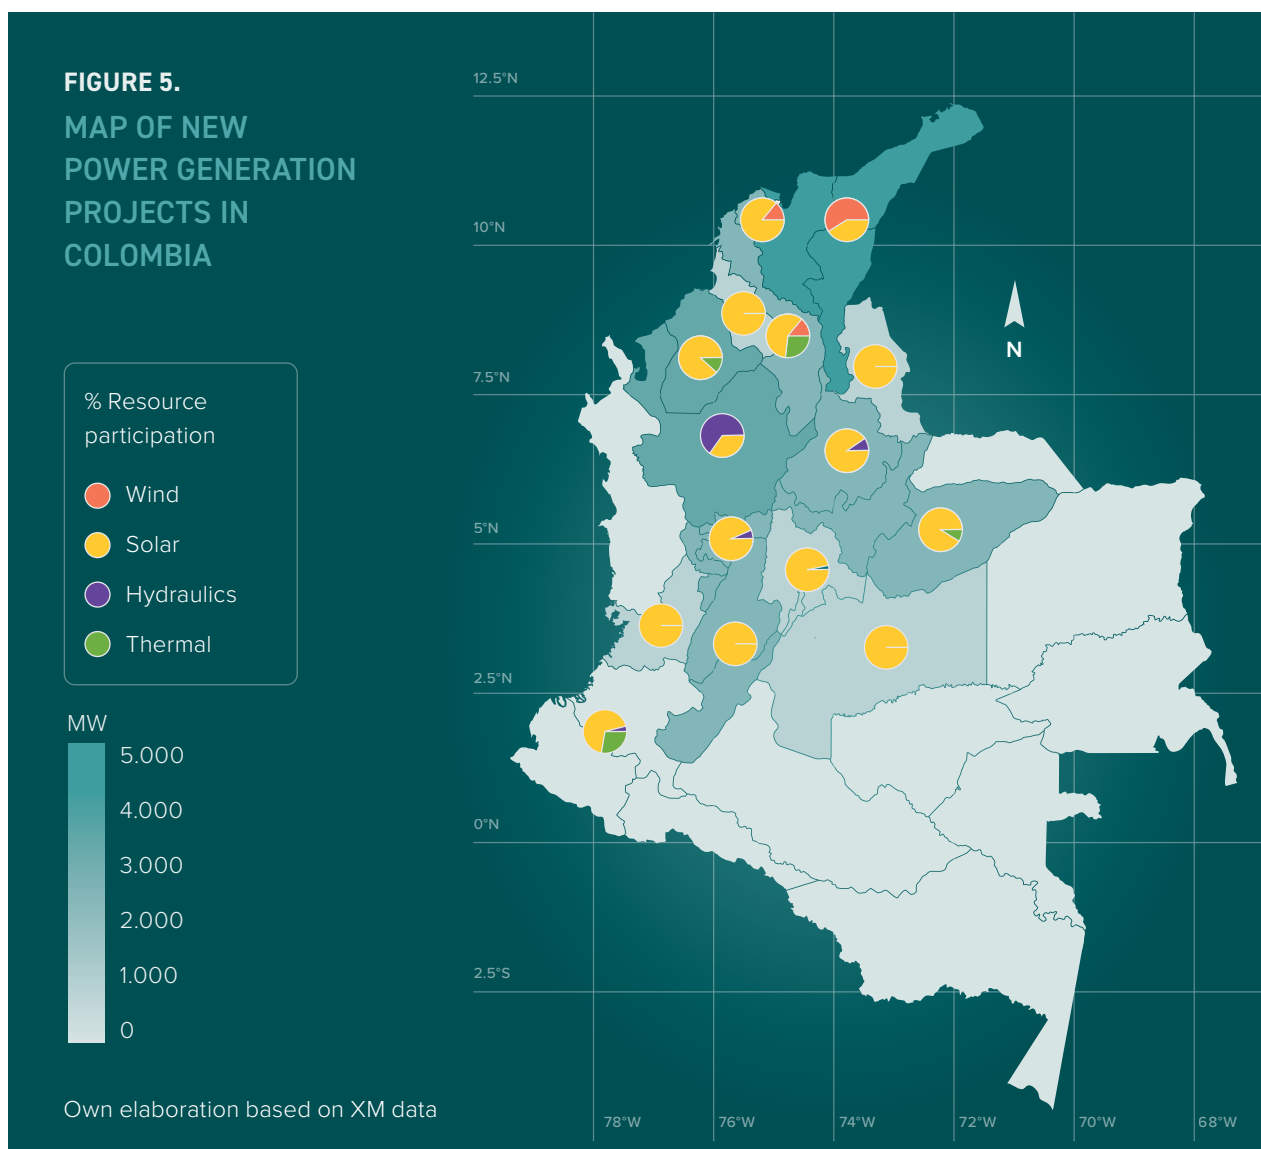 FIGURE 5.
MAP OF NEW
POWER GENERATION
PROJECTS IN
COLOMBIA
% Resource
participation
Wind
Solar
Hydraulics
Thermal
MW
5.000
4.000
3.000
2.000
1.000
0
Own elaboration based on XM data
12.5°N
10°N
7.5°N
5°N
2.5°N
0°N
2.5°S
N
78°W
76°W
74°W
72°W
70°W
68°W